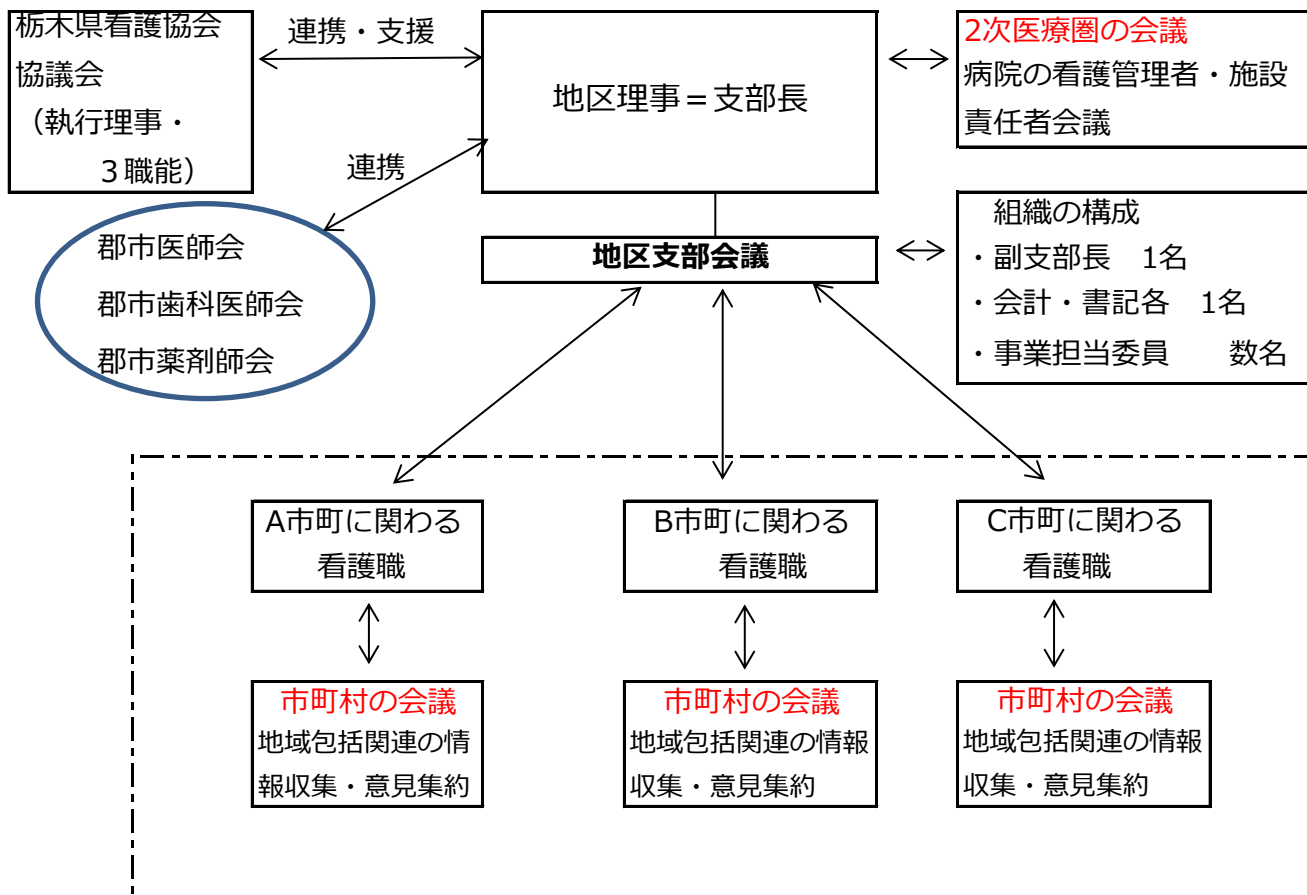 栃木県看護協会
協議会
（執行理事・
３職能）
連携・支援
地区理事＝支部長
2次医療圏の会議
病院の看護管理者・施設
責任者会議
連携
郡市医師会
郡市歯科医師会
郡市薬剤師会
地区支部会議
組織の構成
・副支部長　1名
・会計・書記各　1名
・事業担当委員　　数名
A市町に関わる
看護職
B市町に関わる
看護職
C市町に関わる
看護職
市町村の会議
地域包括関連の情
報収集・意見集約
市町村の会議
地域包括関連の情報
収集・意見集約
市町村の会議
地域包括関連の情報
収集・意見集約